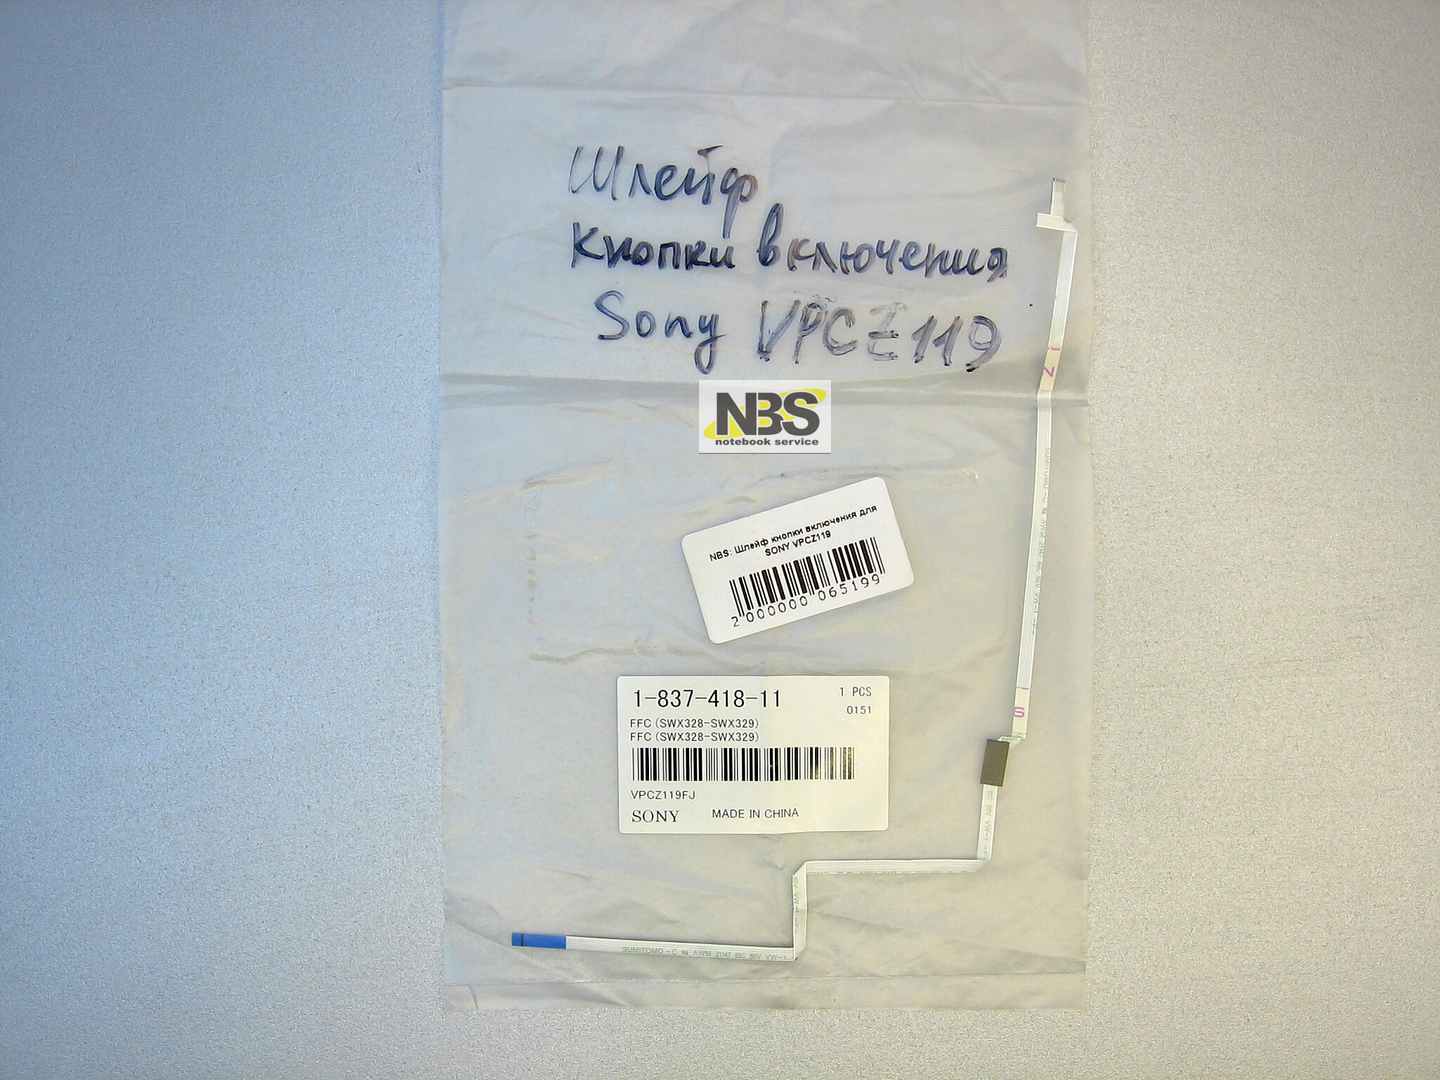 Шлейф
кнопки включения
Sony VPCZ119
NBS
notebook service
NBS: Шлейф кнопки включения для
SONY VPCZ119
2 000000 065199
1-837-418-11
1 PCS
0151
FFC (SWX328-SWX329)
FFC (SWX328-SWX329)
VPCZ119FJ
SONY
MADE IN CHINA
SUMITOMO-C